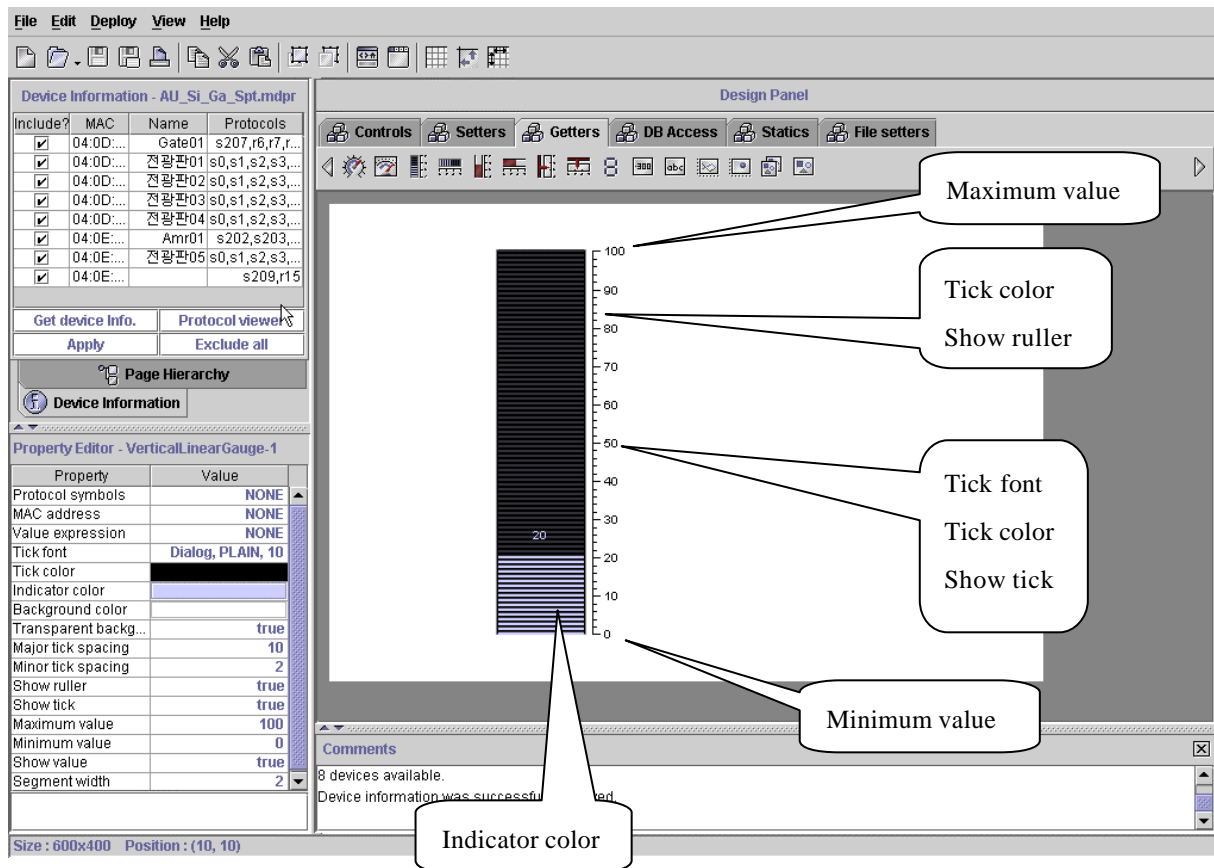 File Edit Deploy View Help
Device Information - AU_Si_Ga_Spt.mdpr
Include? MAC Name Protocols
04:0D:... Gate01 s207,r6,r7,r...
04:0D:... 전광판01 s0,s1,s2,s3,...
04:0D:... 전광판02 s0,s1,s2,s3,...
04:0D:... 전광판03 s0,s1,s2,s3,...
04:0D:... 전광판04 s0,s1,s2,s3,...
04:0E:... Amr01 s202,s203,...
04:0E:... 전광판05 s0,s1,s2,s3,...
04:0E:... s209,r15
Get device Info. Protocol viewer
Apply Exclude all
Page Hierarchy
Device Information
Property Editor - VerticalLinearGauge-1
Property Value
Protocol symbols NONE
MAC address NONE
Value expression NONE
Tick font Dialog, PLAIN, 10
Tick color
Indicator color
Background color
Transparent backg... true
Major tick spacing 10
Minor tick spacing 2
Show ruller true
Show tick true
Maximum value 100
Minimum value 0
Show value true
Segment width 2
Size : 600x400 Position : (10, 10)
Design Panel
Controls Setters Getters DB Access Statics File setters
-300 abc
100
90
80
70
60
50
40
30
20
10
0
20
Maximum value
Tick color
Show ruller
Tick font
Tick color
Show tick
Minimum value
Indicator color
Comments
8 devices available.
Device information was